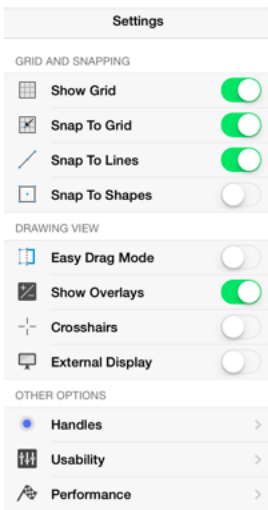 Settings
GRID AND SNAPPING
Show Grid
Snap To Grid
Snap To Lines
Snap To Shapes
DRAWING VIEW
Easy Drag Mode
Show Overlays
Crosshairs
External Display
OTHER OPTIONS
Handles
Usability
Performance